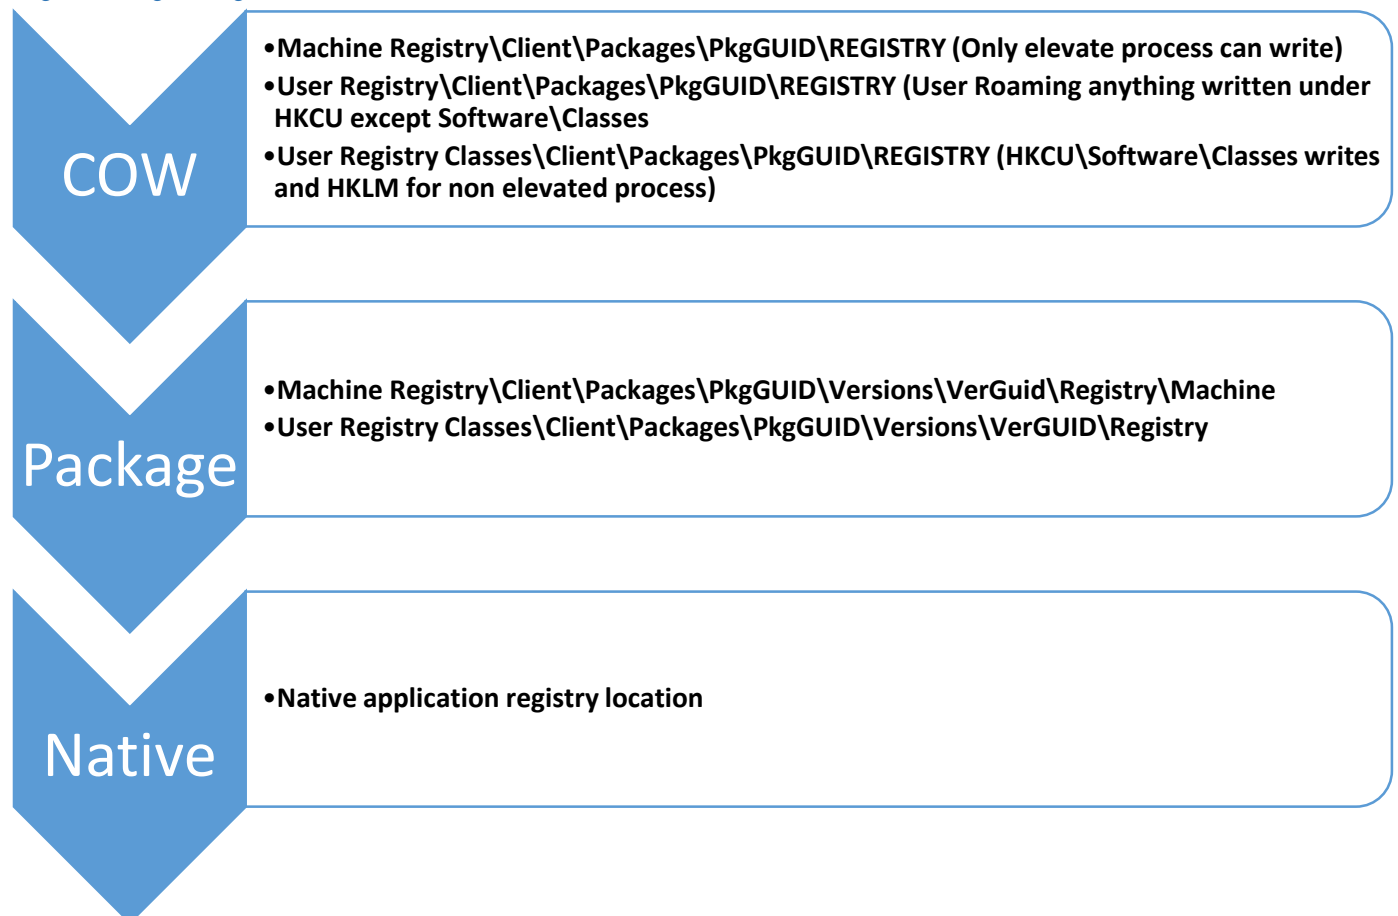 COW
•Machine Registry\Client\Packages\PkgGUID\REGISTRY (Only elevate process can write)
•User Registry\Client\Packages\PkgGUID\REGISTRY (User Roaming anything written under
HKCU except Software\Classes
•User Registry Classes\Client\Packages\PkgGUID\REGISTRY (HKCU\Software\Classes writes
and HKLM for non elevated process)
Package
•Machine Registry\Client\Packages\PkgGUID\Versions\VerGuid\Registry\Machine
•User Registry Classes\Client\Packages\PkgGUID\Versions\VerGUID\Registry
Native
•Native application registry location